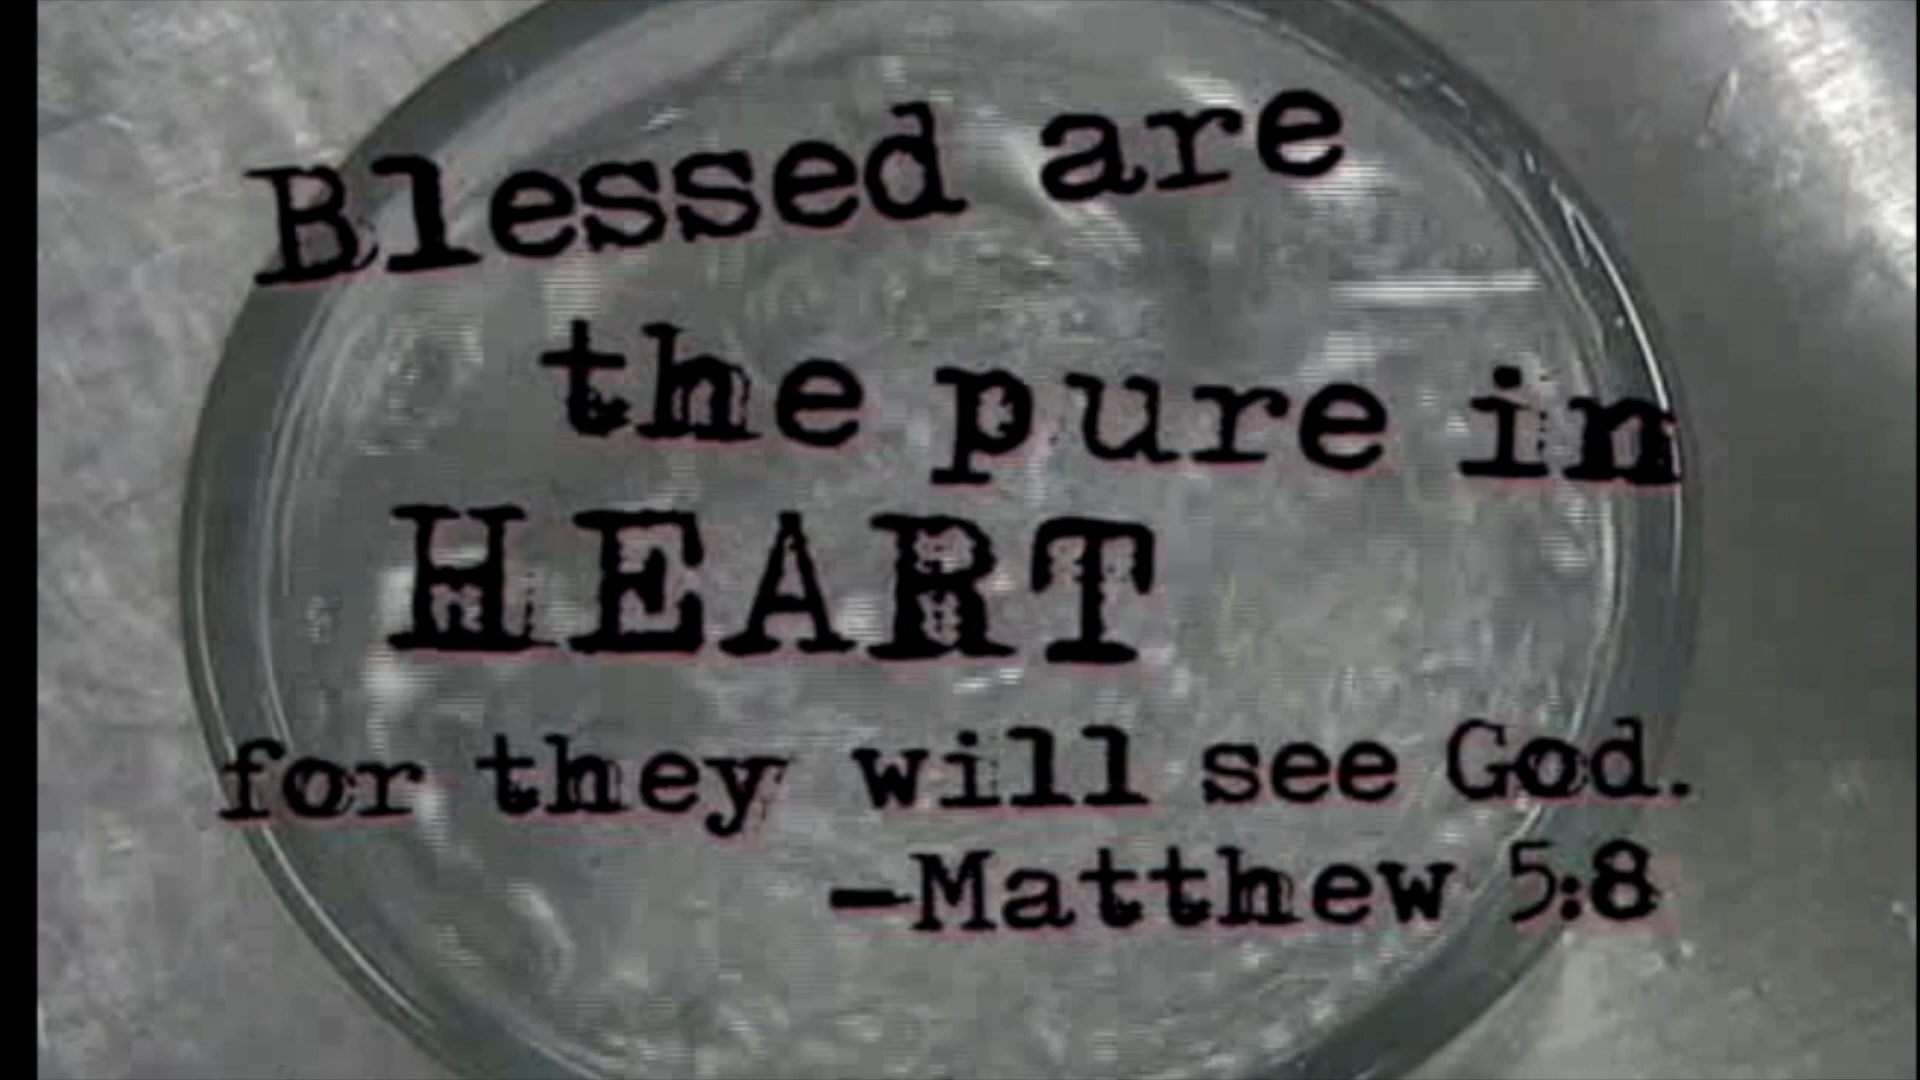 Blessed are
the pure in
HEART
for they will see God.
—Matthew 5:8